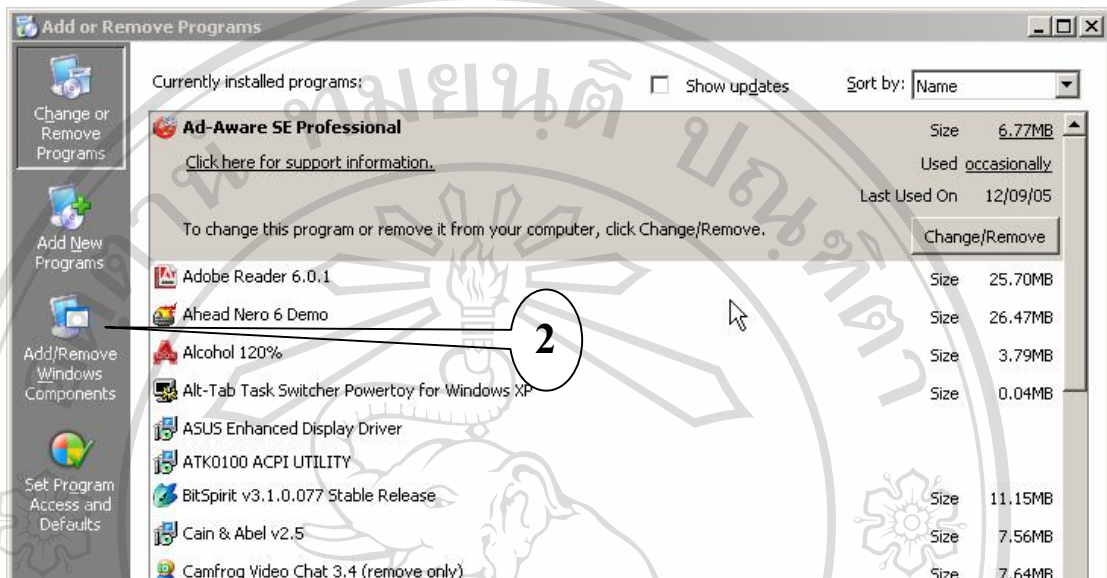 Add or Remove Programs
Change or
Remove
Programs
Add New
Programs
Add/Remove
Windows
Components
Set Program
Access and
Defaults
Currently installed programs:
Show updates
Sort by: Name
Ad-Aware SE Professional
Size 6.77MB
Click here for support information.
Used occasionally
Last Used On 12/09/05
To change this program or remove it from your computer, click Change/Remove.
Change/Remove
Adobe Reader 6.0.1
Size 25.70MB
Ahead Nero 6 Demo
Size 26.47MB
2
Alcohol 120%
Size 3.79MB
Alt-Tab Task Switcher Powertoy for Windows XP
Size 0.04MB
ASUS Enhanced Display Driver
ATK0100 ACPI UTILITY
BitSpirit v3.1.0.077 Stable Release
Size 11.15MB
Cain & Abel v2.5
Size 7.56MB
Camfrog Video Chat 3.4 (remove only)
Size 7.64MB